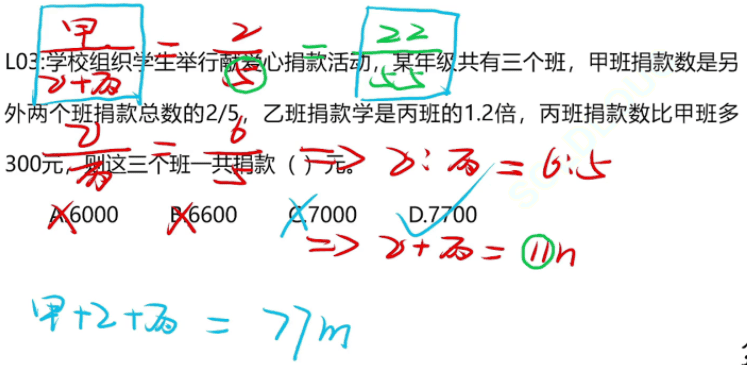 甲/(乙+丙) = 2/5 = 22/55
L03:学校组织学生举行献爱心捐款活动，某年级共有三个班，甲班捐款数是另
外两个班捐款总数的2/5，乙班捐款学是丙班的1.2倍，丙班捐款数比甲班多
乙/丙 = 6/5 => 乙:丙=6:5
300元，则这三个班一共捐款（ ）元。
A.6000 B.6600 C.7000 D.7700
=> 乙+丙=11n
甲+乙+丙 = 77m